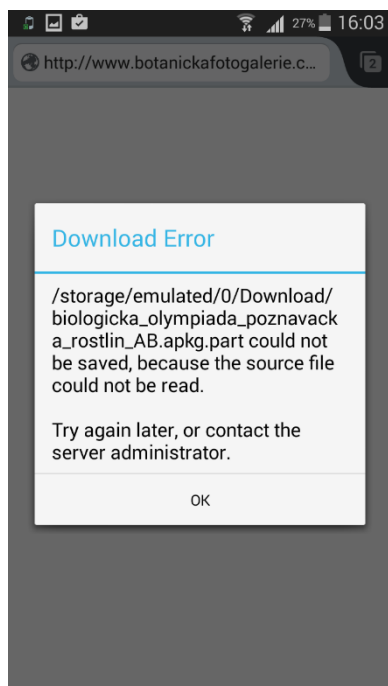 27% 16:03
http://www.botanickafotogalerie.c...
2
Download Error
/storage/emulated/0/Download/
biologicka_olympiada_poznavack
a_rostlin_AB.apkg.part could not
be saved, because the source file
could not be read.
Try again later, or contact the
server administrator.
OK